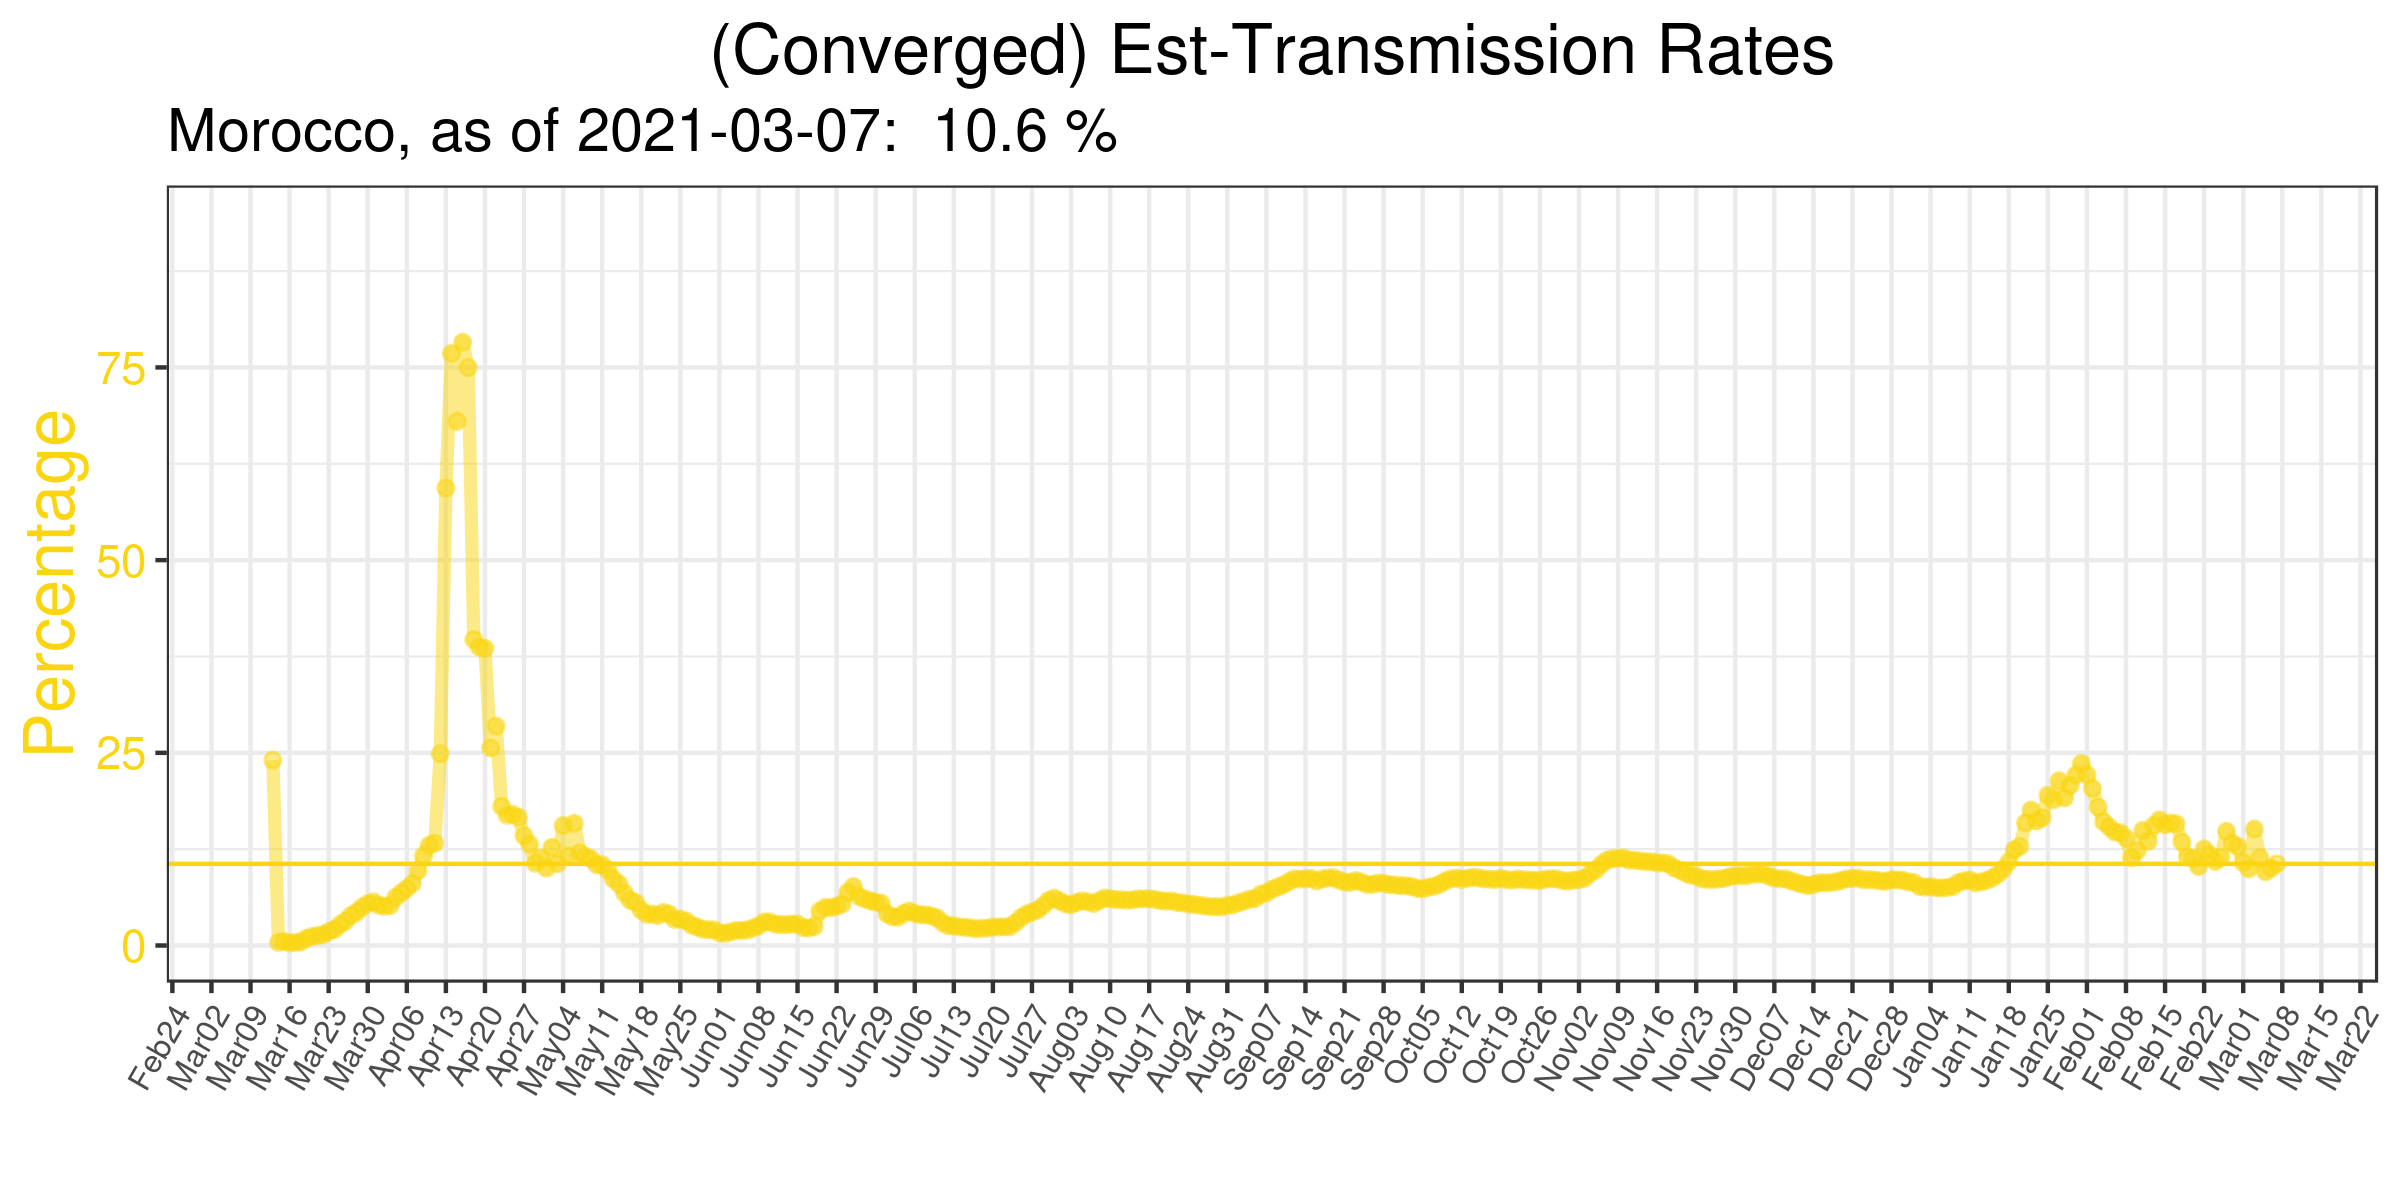 (Converged) Est-Transmission Rates
Morocco, as of 2021-03-07:  10.6 %
Percentage
75
50
25
0
Feb24
Mar02
Mar09
Mar16
Mar23
Mar30
Apr06
Apr13
Apr20
Apr27
May04
May11
May18
May25
Jun01
Jun08
Jun15
Jun22
Jun29
Jul06
Jul13
Jul20
Jul27
Aug03
Aug10
Aug17
Aug24
Aug31
Sep07
Sep14
Sep21
Sep28
Oct05
Oct12
Oct19
Oct26
Nov02
Nov09
Nov16
Nov23
Nov30
Dec07
Dec14
Dec21
Dec28
Jan04
Jan11
Jan18
Jan25
Feb01
Feb08
Feb15
Feb22
Mar01
Mar08
Mar15
Mar22